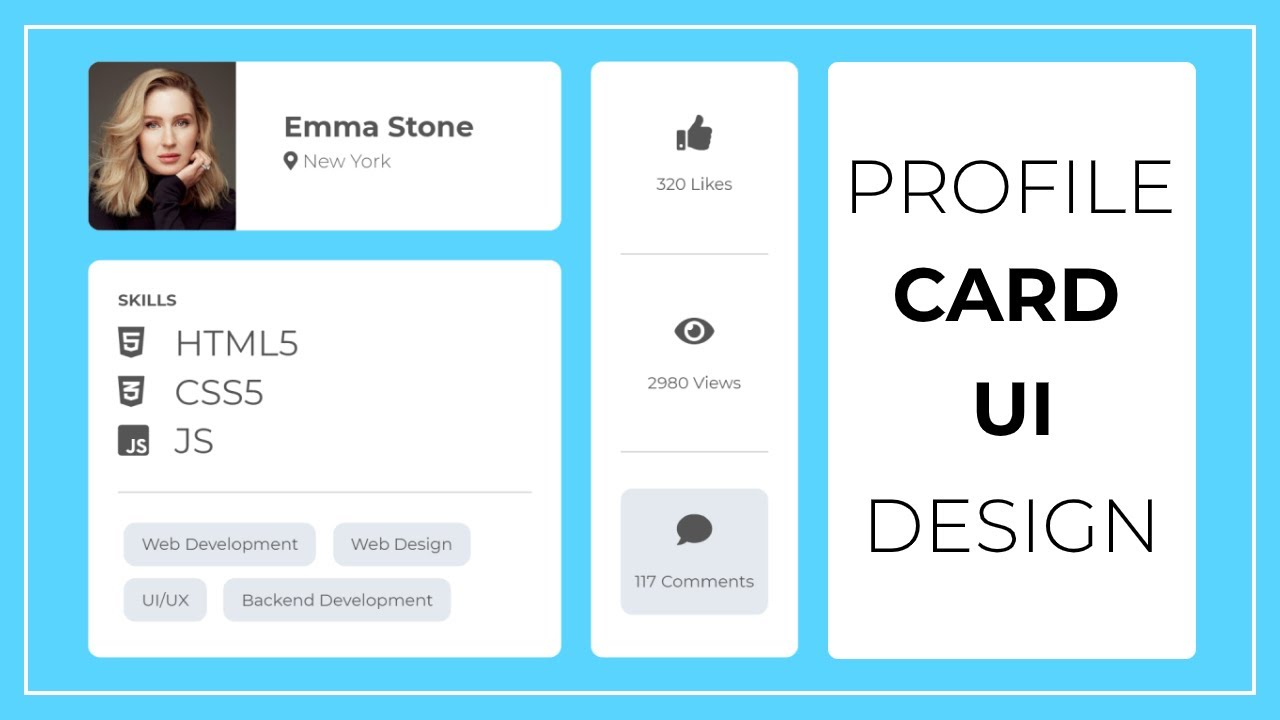 Emma Stone
New York
SKILLS
HTML5
CSS5
JS JS
Web Development
Web Design
UI/UX
Backend Development
320 Likes
2980 Views
117 Comments
PROFILE
CARD
UI
DESIGN